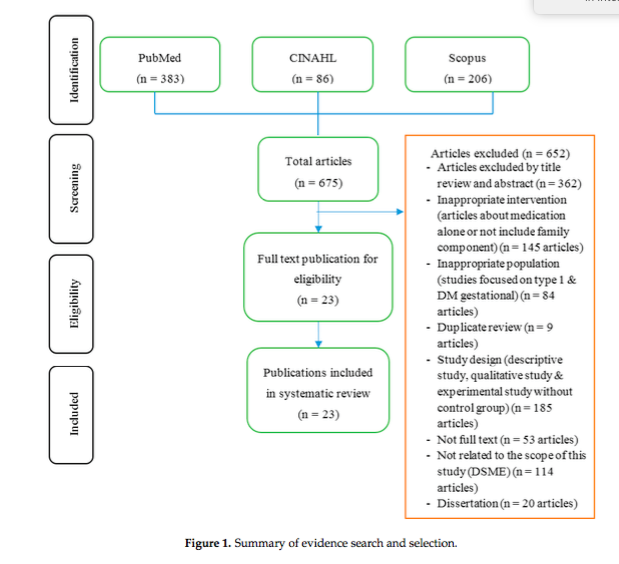 Identification
PubMed
(n = 383)
CINAHL
(n = 86)
Scopus
(n = 206)
Screening
Total articles
(n = 675)
Articles excluded (n = 652)
- Articles excluded by title
review and abstract (n = 362)
- Inappropriate intervention
(articles about medication
alone or not include family
component) (n = 145 articles)
- Inappropriate population
(studies focused on type 1 &
DM gestational) (n = 84
articles)
- Duplicate review (n = 9
articles)
- Study design (descriptive
study, qualitative study &
experimental study without
control group) (n = 185
articles)
- Not full text (n = 53 articles)
- Not related to the scope of this
study (DSME) (n = 114
articles)
- Dissertation (n = 20 articles)
Eligibility
Full text publication for
eligibility
(n = 23)
Included
Publications included
in systematic review
(n = 23)
Figure 1. Summary of evidence search and selection.